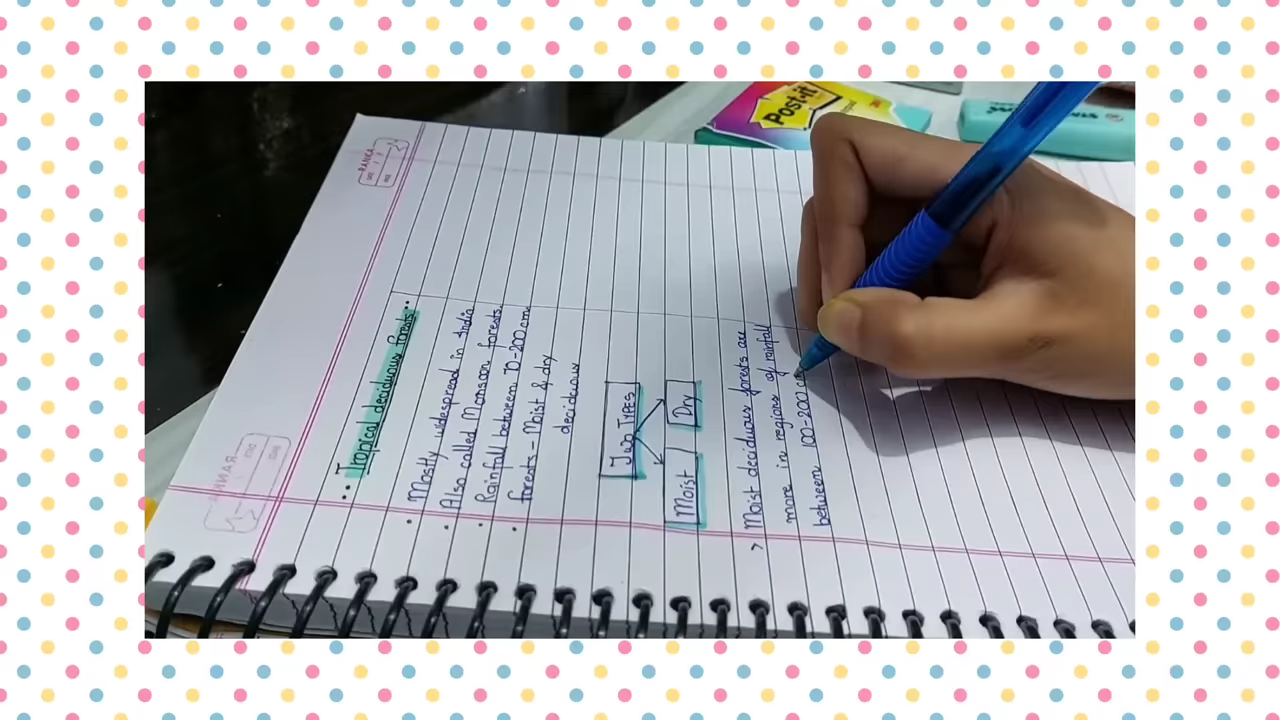 Tropical deciduous forests
• Mostly widespread in India
• Also called Monsoon forests.
• Rainfall between 70-200 cm
• forests - Moist & dry
deciduous
Two TYPES
Moist Dry
> Moist deciduous forests are
more in regions of rainfall
between 100-200 c
Post-it
RANKA
RANKA